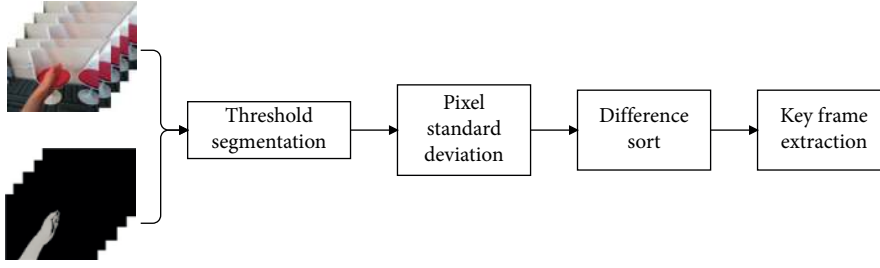 Threshold
segmentation
Pixel
standard
deviation
Difference
sort
Key frame
extraction